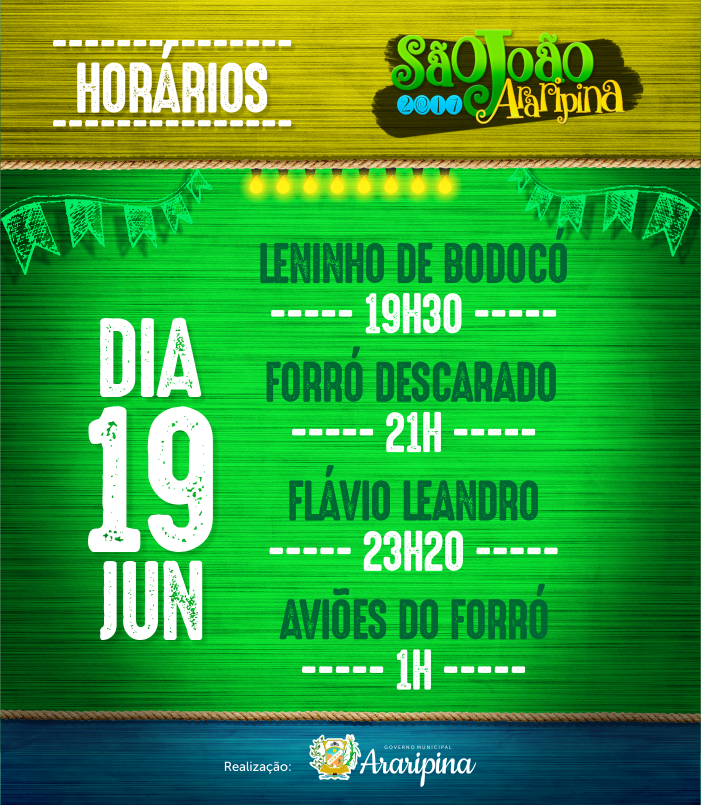 HORÁRIOS
SÃO JOÃO
2017 ARARIPINA
DIA
19
JUN
LENINHO DE BODOCÓ
----- 19H30 -----
FORRÓ DESCARADO
----- 21H -----
FLÁVIO LEANDRO
----- 23H20 -----
AVIÕES DO FORRÓ
----- 1H -----
Realização:
GOVERNO MUNICIPAL
Araripina